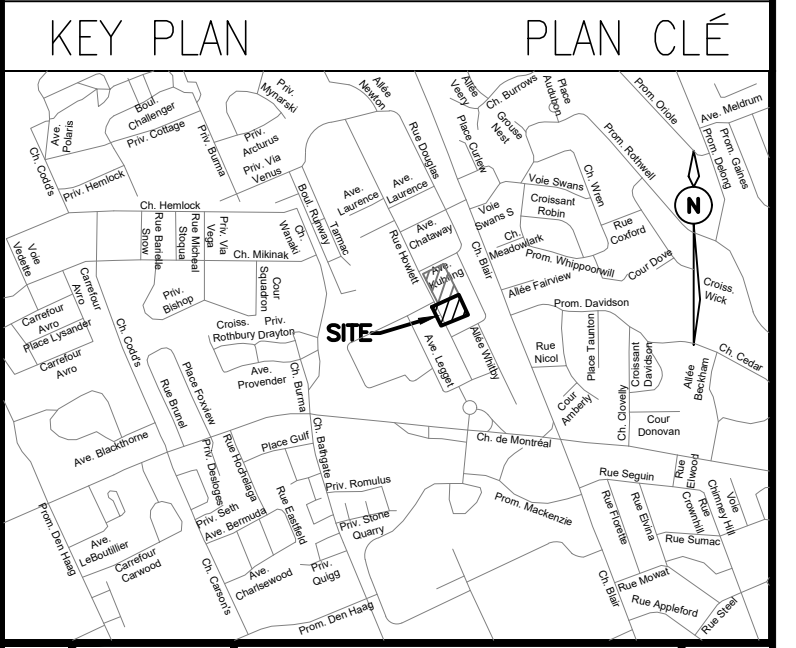 KEY PLAN
PLAN CLÉ
Priv. Mynarski
Allée Newton
Allée Veery
Ch. Burrows
Place Audubon
Prom. Oriole
Ave. Meldrum
Ave. Polaris
Boul. Challenger
Priv. Cottage
Priv. Burma
Priv. Arcturus
Priv. Via Venus
Rue Douglas
Place Curlew
Grouse Nest
Prom. Rothwell
Prom. Delong
Prom. Gaines
Ch. Codd's
Priv. Hemlock
Boul. Runway
Tarmac
Ave. Laurence
Ave. Laurence
Voie Swans
Ch. Wren
N
Ch. Hemlock
Croissant Robin
Voie Swans S
Rue Coxford
Voie Vedette
Rue Barielle Snow
Rue Micheal Stoqua
Priv. Via Vega
Ch. Wanaki
Ch. Mikinak
Rue Howlett
Ave. Chataway
Ch. Blair
Ch. Meadowlark
Prom. Whippoorwill
Cour Dove
Croiss. Wick
Carrefour Avro
Priv. Bishop
Cour Squadron
Ave. Kubling
Allée Fairview
Prom. Davidson
Carrefour Avro
Place Lysander
Carrefour Avro
Ch. Codd's
Croiss. Rothbury
Priv. Drayton
SITE
Allée Whitby
Rue Nicol
Place Taunton
Croissant Davidson
Allée Beckham
Ch. Cedar
Ave. Provender
Ch. Burma
Ave. Legget
Rue Brunel
Place Foxview
Cour Amberly
Ch. Clovelly
Cour Donovan
Ave. Blackthorne
Place Gulf
Ch. Bathgate
Ch. de Montréal
Priv. Desloges
Rue Hochelaga
Rue Seguin
Rue Elwood
Priv. Romulus
Prom. Mackenzie
Rue Florette
Rue Elvina
Rue Crownhill
Voie Chimney Hill
Prom. Den Haag
Priv. Seth
Ave. Bermuda
Rue Eastfield
Priv. Stone Quarry
Rue Sumac
Ave. LeBoutillier
Carrefour Carwood
Ch. Carson's
Ave. Charlsewood
Priv. Quigg
Ch. Blair
Rue Mowat
Rue Appleford
Rue Steel
Prom. Den Haag